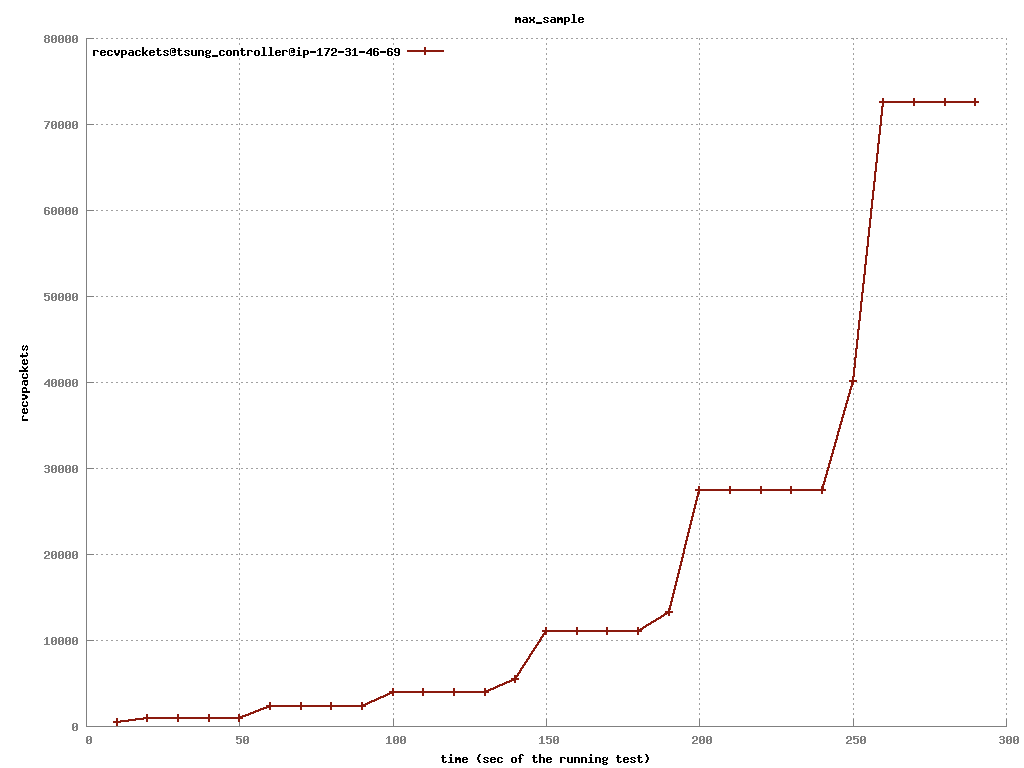 max_sample
80000
recvpackets@tsung_controller@ip-172-31-46-69
70000
60000
50000
recvpackets
40000
30000
20000
10000
0
0 50 100 150 200 250 300
time (sec of the running test)